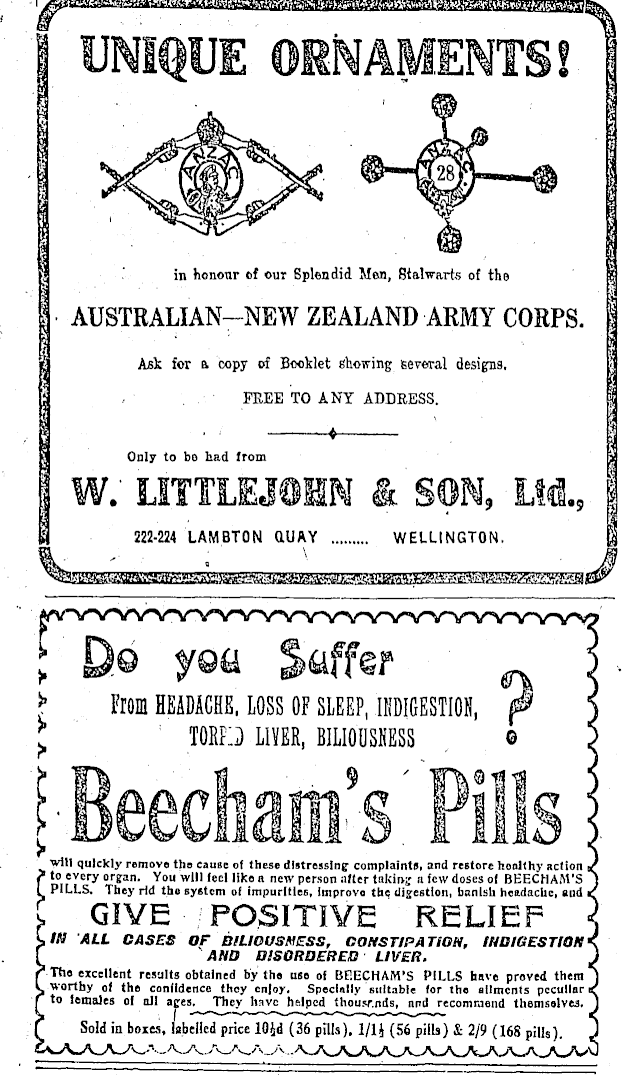 UNIQUE ORNAMENTS!
ANZAC
ANZAC
28
in honour of our Splendid Men, Stalwarts of the
AUSTRALIAN—NEW ZEALAND ARMY CORPS.
Ask for a copy of Booklet showing several designs.
FREE TO ANY ADDRESS.
Only to be had from
W. LITTLEJOHN & SON, Ltd.,
222-224 LAMBTON QUAY ......... WELLINGTON.
Do you Suffer
From HEADACHE, LOSS OF SLEEP, INDIGESTION,
TORPID LIVER, BILIOUSNESS
?
Beecham's Pills
will quickly remove the cause of these distressing complaints, and restore healthy action
to every organ. You will feel like a new person after taking a few doses of BEECHAM'S
PILLS. They rid the system of impurities, improve the digestion, banish headache, and
GIVE POSITIVE RELIEF
IN ALL CASES OF BILIOUSNESS, CONSTIPATION, INDIGESTION
AND DISORDERED LIVER.
The excellent results obtained by the use of BEECHAM'S PILLS have proved them
worthy of the confidence they enjoy. Specially suitable for the ailments peculiar
to females of all ages. They have helped thousands, and recommend themselves.
Sold in boxes, labelled price 10½d (36 pills), 1/1½ (56 pills) & 2/9 (168 pills).